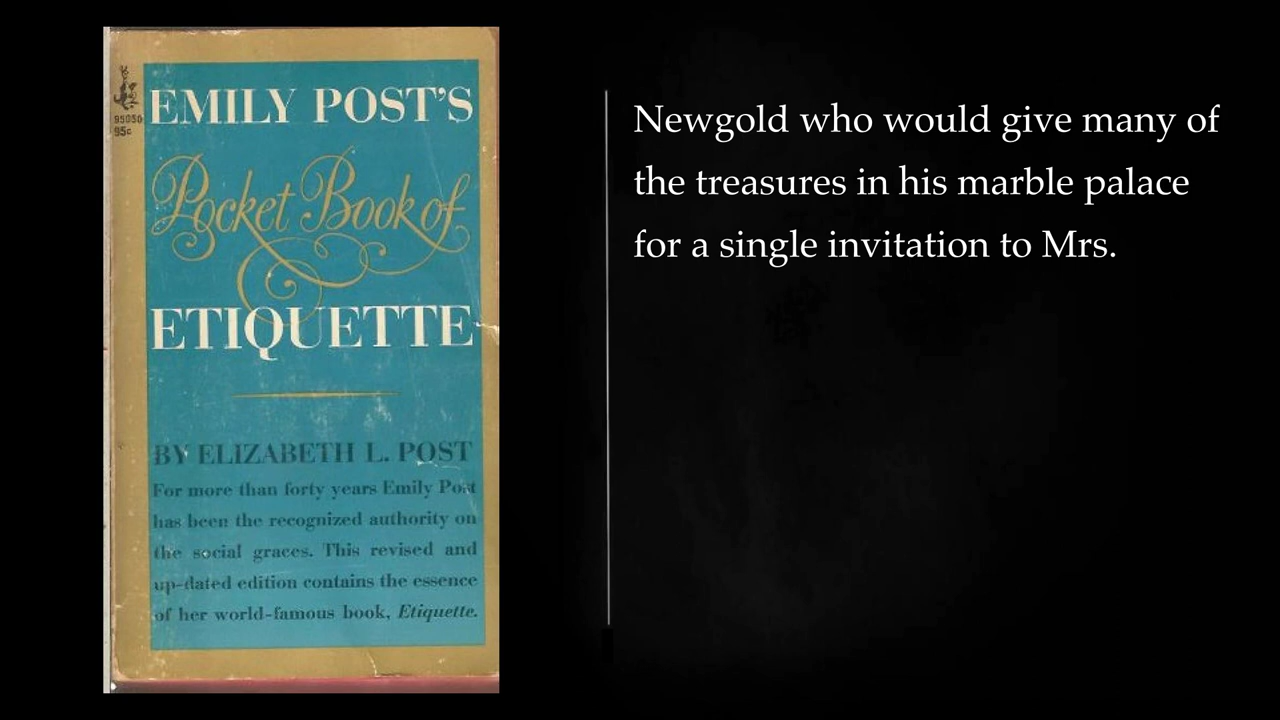 95050
95c
EMILY POST'S
Pocket Book of
ETIQUETTE
BY ELIZABETH L. POST
For more than forty years Emily Post
has been the recognized authority on
the social graces. This revised and
up-dated edition contains the essence
of her world-famous book, Etiquette.
Newgold who would give many of
the treasures in his marble palace
for a single invitation to Mrs.